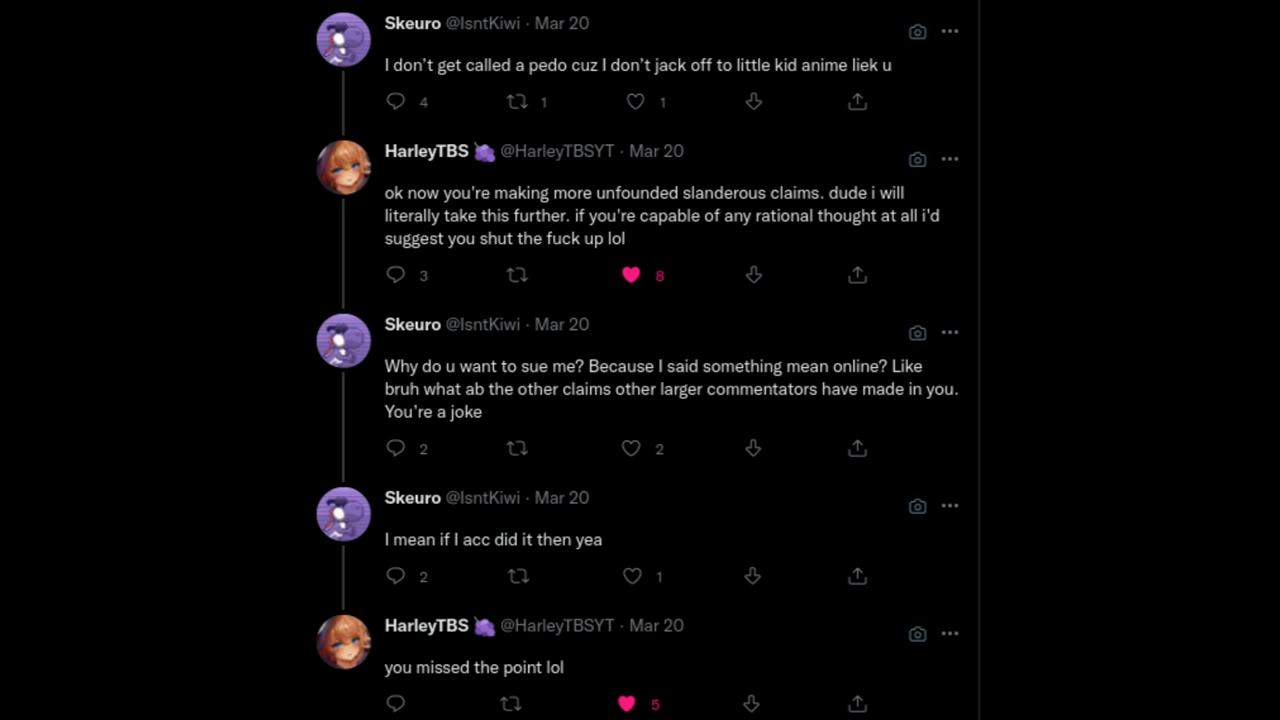 Skeuro @IsntKiwi · Mar 20
I don't get called a pedo cuz I don't jack off to little kid anime liek u
4 1 1
HarleyTBS 🍇 @HarleyTBSYT · Mar 20
ok now you're making more unfounded slanderous claims. dude i will
literally take this further. if you're capable of any rational thought at all i'd
suggest you shut the fuck up lol
3 8
Skeuro @IsntKiwi · Mar 20
Why do u want to sue me? Because I said something mean online? Like
bruh what ab the other claims other larger commentators have made in you.
You're a joke
2 2
Skeuro @IsntKiwi · Mar 20
I mean if I acc did it then yea
2 1
HarleyTBS 🍇 @HarleyTBSYT · Mar 20
you missed the point lol
5